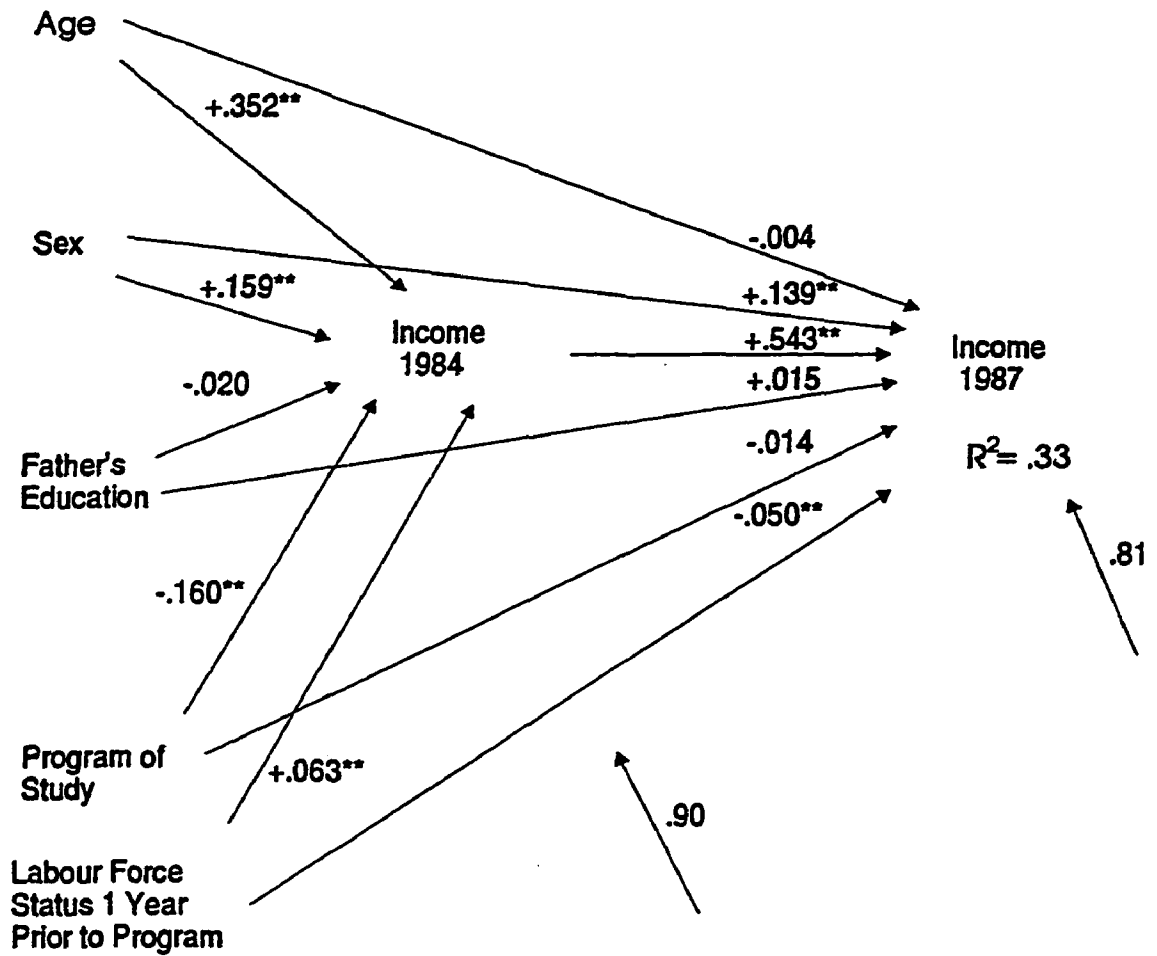 Age
+.352**
Sex
-.004
+.159**
+.139**
Income
1984
+.543**
Income
1987
-.020
+.015
Father's
Education
-.014
R²= .33
-.050**
.81
-.160**
Program of
Study
+.063**
.90
Labour Force
Status 1 Year
Prior to Program